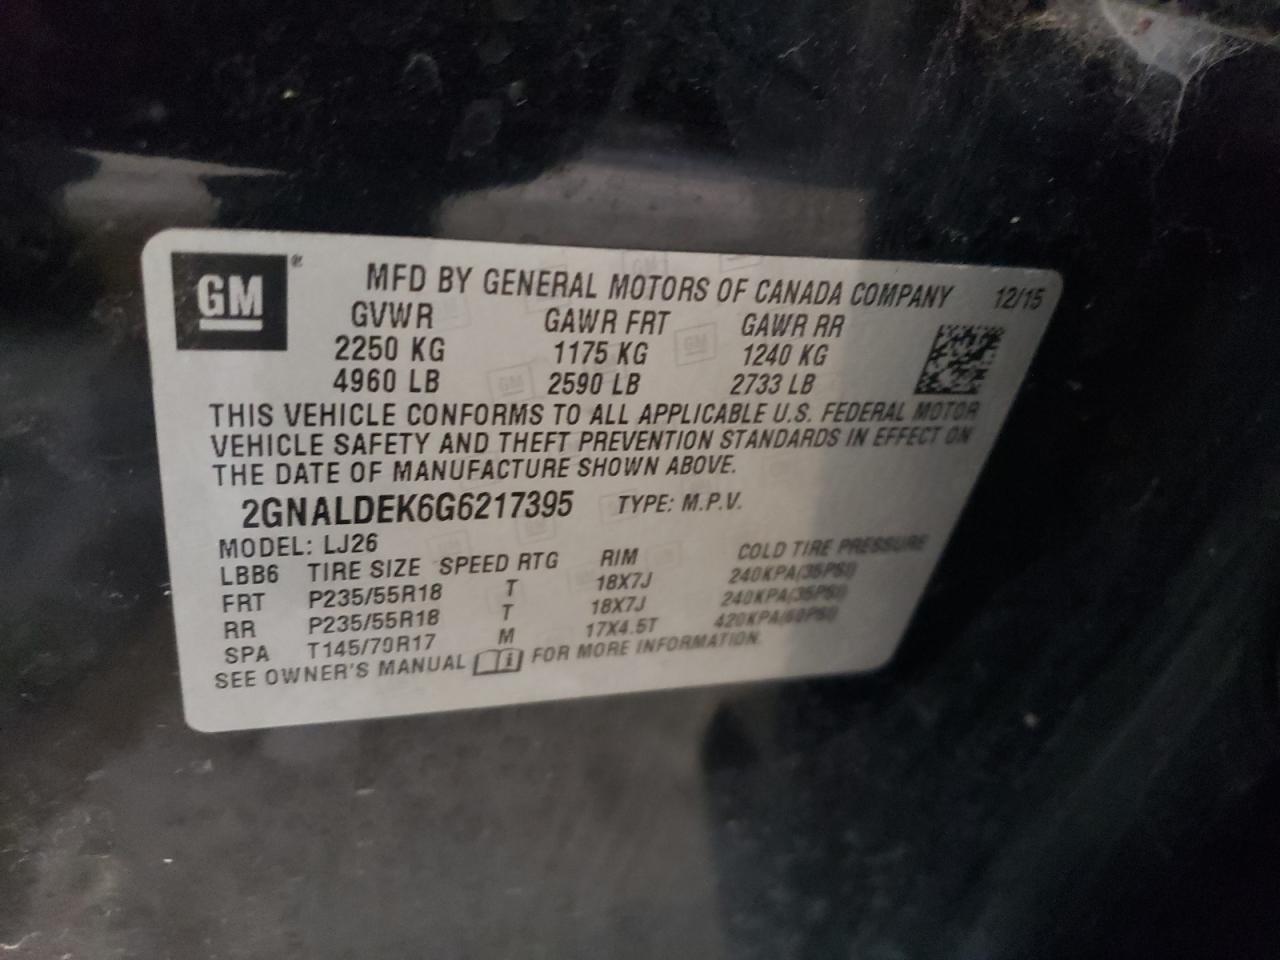 GM ®
MFD BY GENERAL MOTORS OF CANADA COMPANY 12/15
GVWR GAWR FRT GAWR RR
2250 KG 1175 KG 1240 KG
4960 LB 2590 LB 2733 LB
THIS VEHICLE CONFORMS TO ALL APPLICABLE U.S. FEDERAL MOTOR
VEHICLE SAFETY AND THEFT PREVENTION STANDARDS IN EFFECT ON
THE DATE OF MANUFACTURE SHOWN ABOVE.
2GNALDEK6G6217395 TYPE: M.P.V.
MODEL: LJ26
LBB6 TIRE SIZE SPEED RTG RIM COLD TIRE PRESSURE
FRT P235/55R18 T 18X7J 240KPA(35PSI)
RR P235/55R18 T 18X7J 240KPA(35PSI)
SPA T145/70R17 M 17X4.5T 420KPA(60PSI)
SEE OWNER'S MANUAL i FOR MORE INFORMATION.